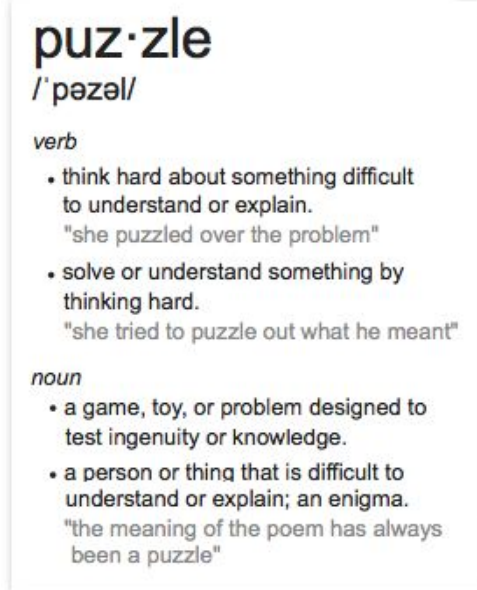 puz·zle
/ˈpəzəl/
verb
• think hard about something difficult
to understand or explain.
"she puzzled over the problem"
• solve or understand something by
thinking hard.
"she tried to puzzle out what he meant"
noun
• a game, toy, or problem designed to
test ingenuity or knowledge.
• a person or thing that is difficult to
understand or explain; an enigma.
"the meaning of the poem has always
been a puzzle"